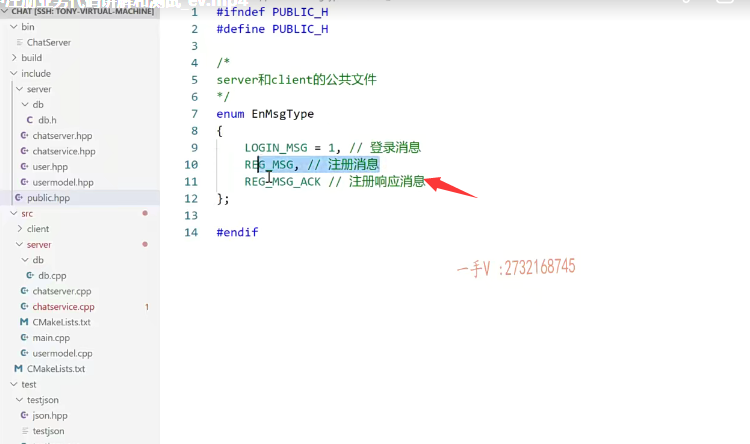 CHAT [SSH: TONY-VIRTUAL-MACHINE]
bin
ChatServer
build
include
server
db
db.h
chatserver.hpp
chatservice.hpp
user.hpp
usermodel.hpp
public.hpp
src
client
server
db
db.cpp
chatserver.cpp
chatservice.cpp 1
CMakeLists.txt
main.cpp
usermodel.cpp
CMakeLists.txt
test
testjson
json.hpp
testjson
1 #ifndef PUBLIC_H
2 #define PUBLIC_H
3
4 /*
5 server和client的公共文件
6 */
7 enum EnMsgType
8 {
9 LOGIN_MSG = 1, // 登录消息
10 REG_MSG, // 注册消息
11 REG_MSG_ACK // 注册响应消息
12 };
13
14 #endif
一手V :2732168745